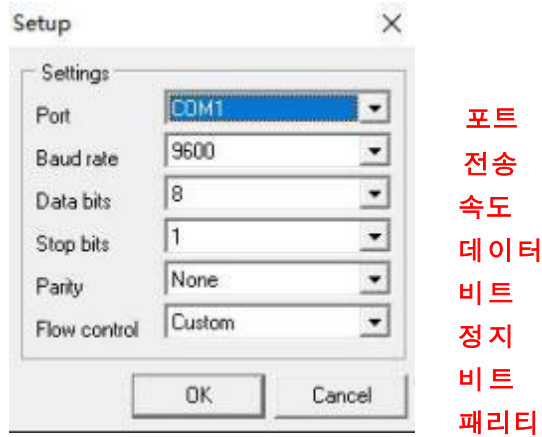 Setup
Settings
Port COM1
Baud rate 9600
Data bits 8
Stop bits 1
Parity None
Flow control Custom
OK Cancel
포트
전송
속도
데이터
비트
정지
비트
패리티